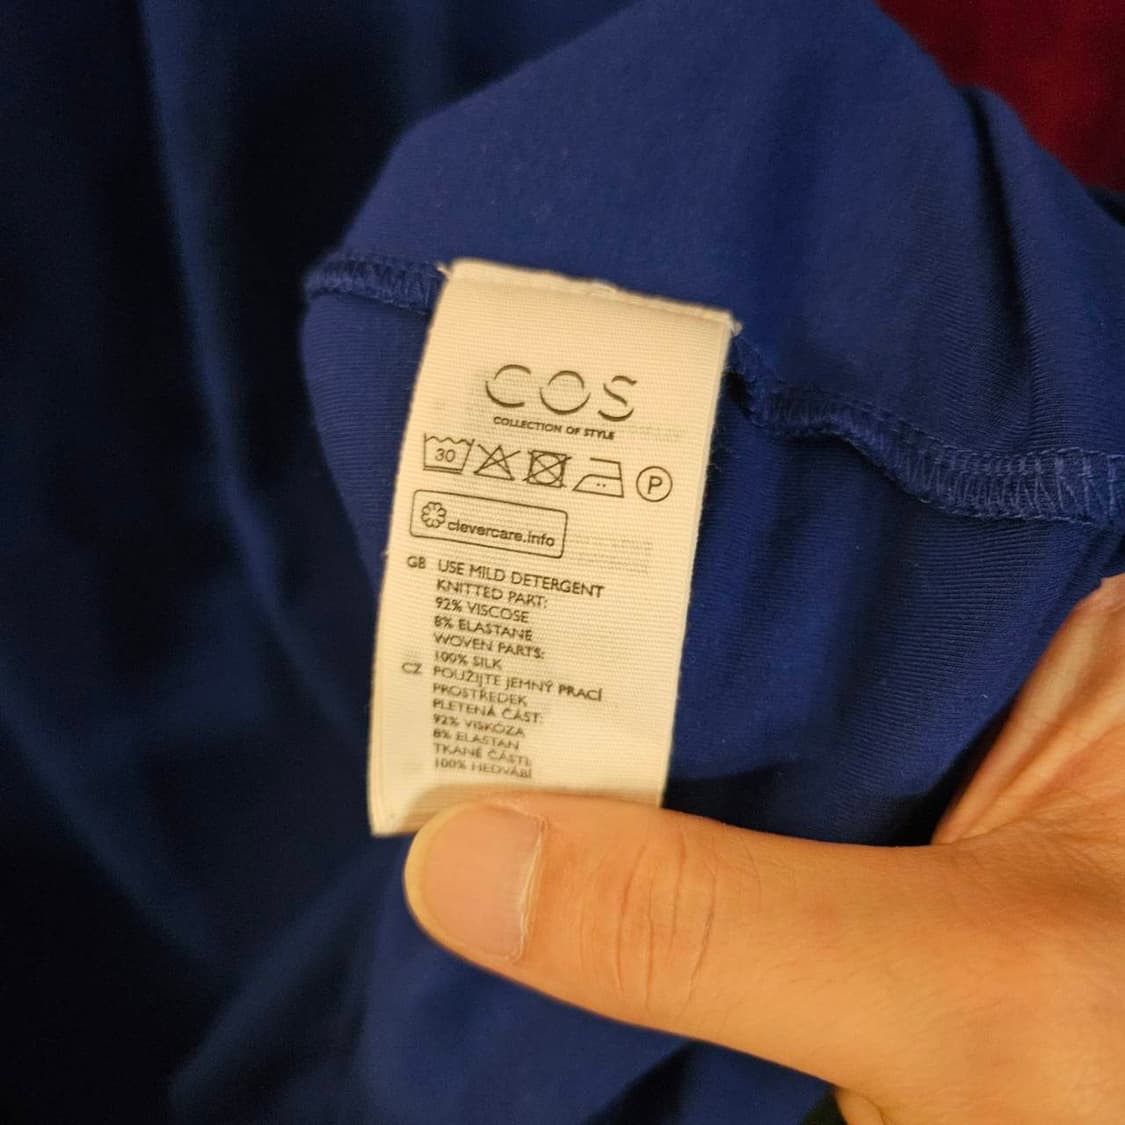 COS
COLLECTION OF STYLE
30
P
clevercare.info
GB USE MILD DETERGENT
KNITTED PART:
92% VISCOSE
8% ELASTANE
WOVEN PARTS:
100% SILK
CZ POUŽIJTE JEMNÝ PRACÍ
PROSTŘEDEK
PLETENÁ ČÁST:
92% VISKÓZA
8% ELASTAN
TKANÉ ČÁSTI:
100% HEDVÁBÍ